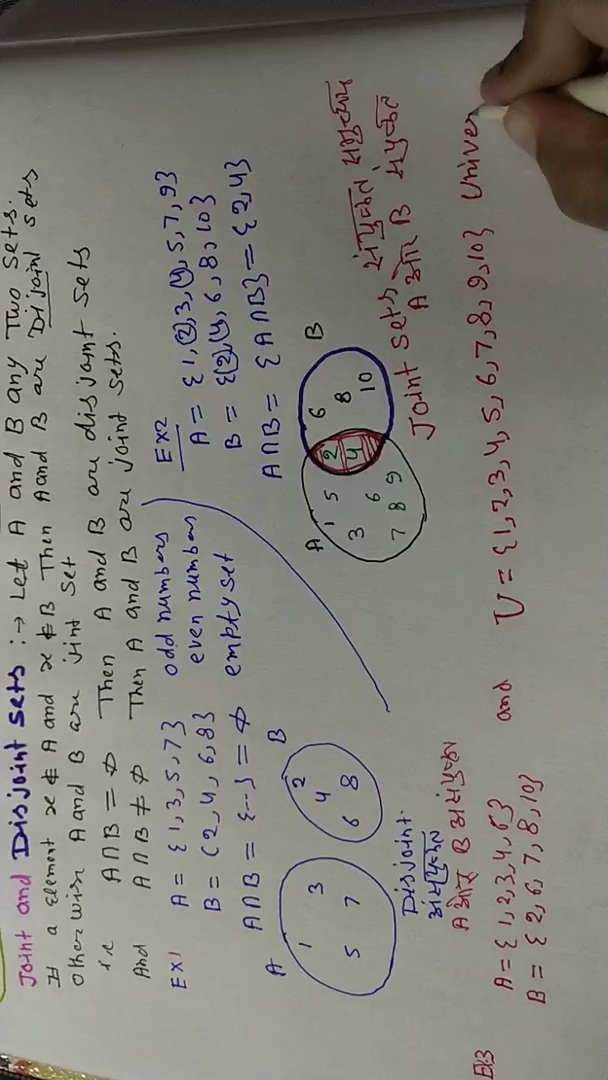 Joint and Disjoint sets :→ Let A and B any Two sets.
If a element x ∉ A and x ∉ B Then A and B are Disjoint sets
otherwise A and B are jint set
i.e A∩B = ϕ Then A and B are disjoint sets
And A∩B ≠ ϕ Then A and B are joint sets.
EX1 A = {1,3,5,7} odd numbers
B = {2,4,6,8} even numbers
A∩B = {--} = ϕ empty set
A B
1 3
5 7
2
4
6 8
Disjoint
असंयुक्त
A और B असंयुक्त
EX2
A = {1,2,3,4,5,7,9}
B = {2,4,6,8,10}
A∩B = {A∩B} = {2,4}
A B
1 5
3 6
7 8 9
2
4
6
8
10
Joint sets संयुक्त समुच्चय
A और B संयुक्त
EX3
A = {1,2,3,4,5} and U = {1,2,3,4,5,6,7,8,9,10} Univer
B = {2,6,7,8,10}